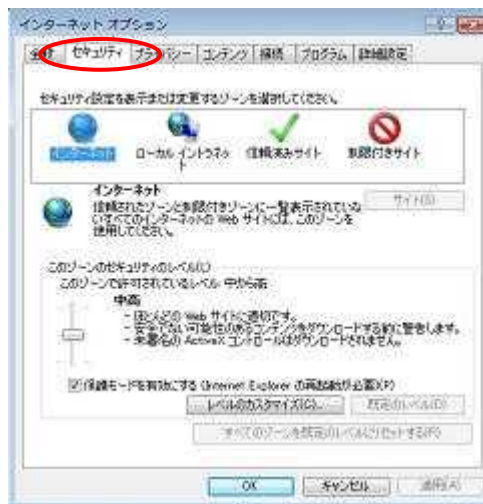 インターネット オプション
全般 セキュリティ プライバシー コンテンツ 接続 プログラム 詳細設定
セキュリティ設定を表示または変更するゾーンを選択してください。
インターネット ローカル イントラネット 信頼済みサイト 制限付きサイト
インターネット
信頼されたゾーンと制限付きゾーンに一覧表示されていな
いすべてのインターネットの Web サイトには、このゾーンを
使用してください。
サイト(S)
このゾーンのセキュリティのレベル(L)
このゾーンで許可されているレベル: 中から高
中高
- ほとんどの Web サイトに適切です。
- 安全でない可能性のあるコンテンツをダウンロードする前に警告します。
- 未署名の ActiveX コントロールはダウンロードされません。
保護モードを有効にする (Internet Explorer の再起動が必要)(P)
レベルのカスタマイズ(C)... 既定のレベル(D)
すべてのゾーンを既定のレベルにリセットする(R)
OK キャンセル 適用(A)